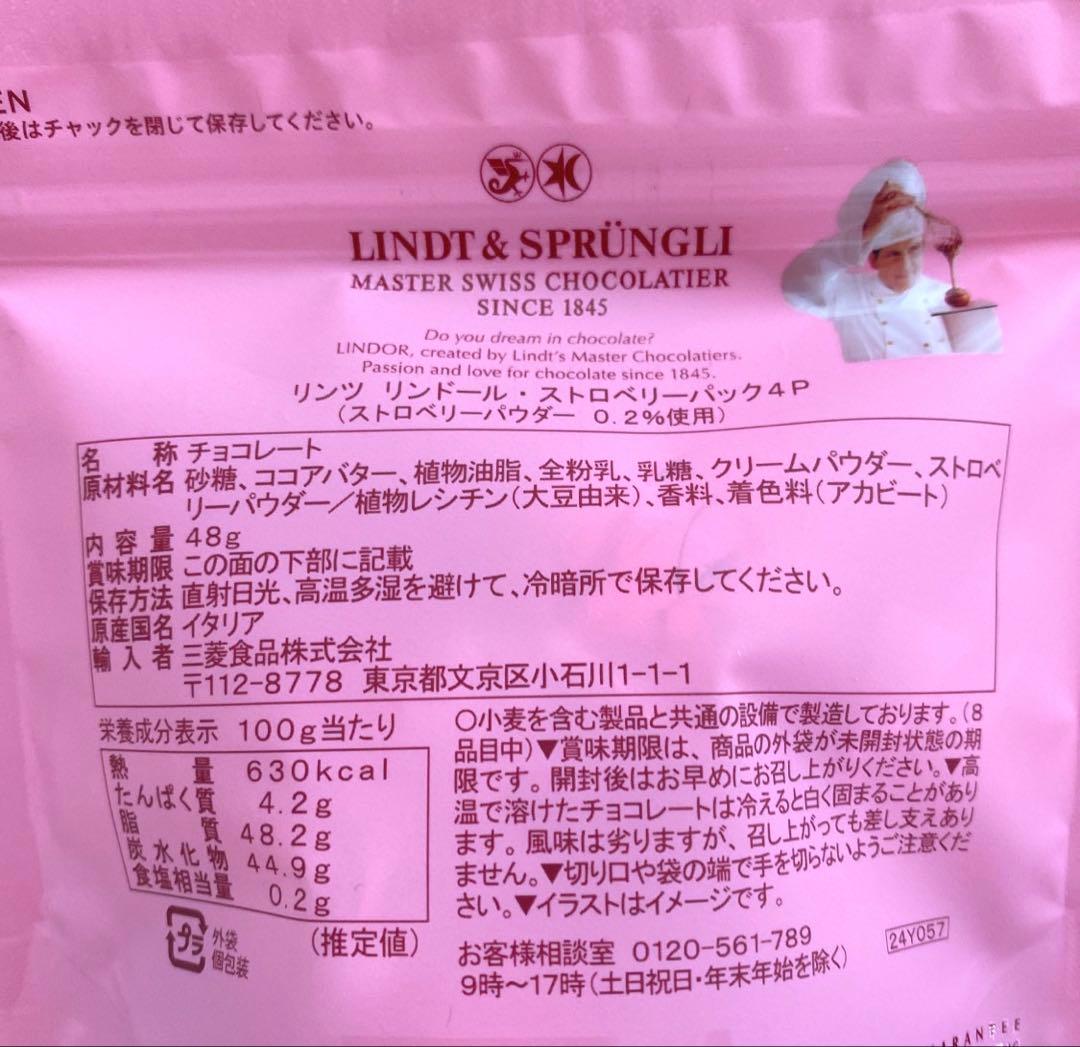 EN
後はチャックを閉じて保存してください。
LINDT & SPRÜNGLI
MASTER SWISS CHOCOLATIER
SINCE 1845
Do you dream in chocolate?
LINDOR, created by Lindt's Master Chocolatiers.
Passion and love for chocolate since 1845.
リンツ リンドール・ストロベリーパック4P
（ストロベリーパウダー 0.2%使用）
名称 チョコレート
原材料名 砂糖、ココアバター、植物油脂、全粉乳、乳糖、クリームパウダー、ストロベ
リーパウダー／植物レシチン（大豆由来）、香料、着色料（アカビート）
内容量 48g
賞味期限 この面の下部に記載
保存方法 直射日光、高温多湿を避けて、冷暗所で保存してください。
原産国名 イタリア
輸入者 三菱食品株式会社
〒112-8778 東京都文京区小石川1-1-1
栄養成分表示 100g当たり
熱量 630kcal
たんぱく質 4.2g
脂質 48.2g
炭水化物 44.9g
食塩相当量 0.2g
（推定値）
プラ
外袋
個包装
○小麦を含む製品と共通の設備で製造しております。（8
品目中）▼賞味期限は、商品の外袋が未開封状態の期
限です。開封後はお早めにお召し上がりください。▼高
温で溶けたチョコレートは冷えると白く固まることがあり
ます。風味は劣りますが、召し上がっても差し支えあり
ません。▼切り口や袋の端で手を切らないようご注意くだ
さい。▼イラストはイメージです。
お客様相談室 0120-561-789
9時～17時（土日祝日・年末年始を除く）
24Y057
ARANTEE